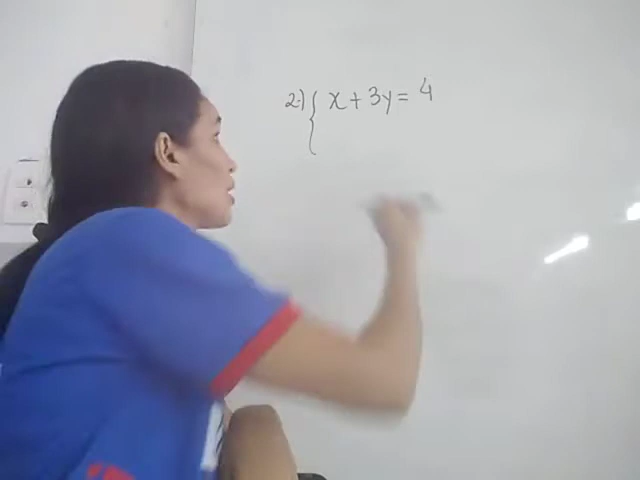 2.) { x + 3y = 4